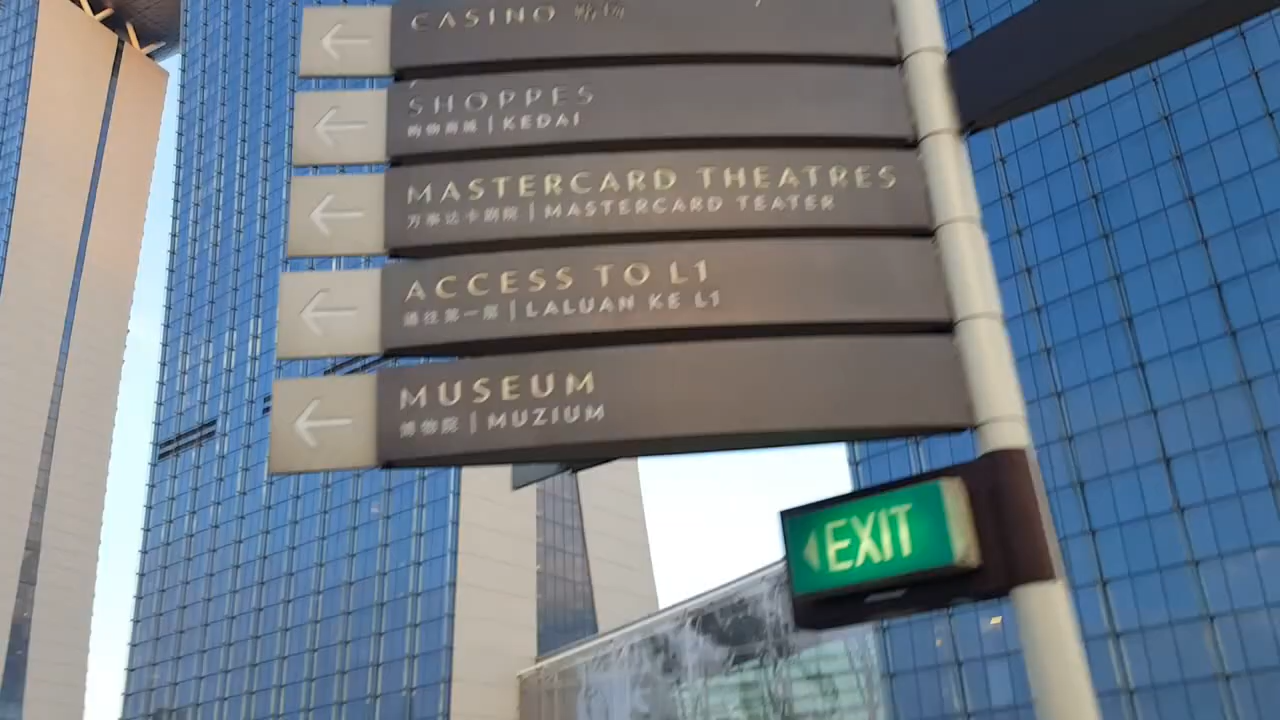 CASINO 赌场
SHOPPES
购物商城 | KEDAI
MASTERCARD THEATRES
万事达卡剧院 | MASTERCARD TEATER
ACCESS TO L1
通往第一层 | LALUAN KE L1
MUSEUM
博物院 | MUZIUM
EXIT